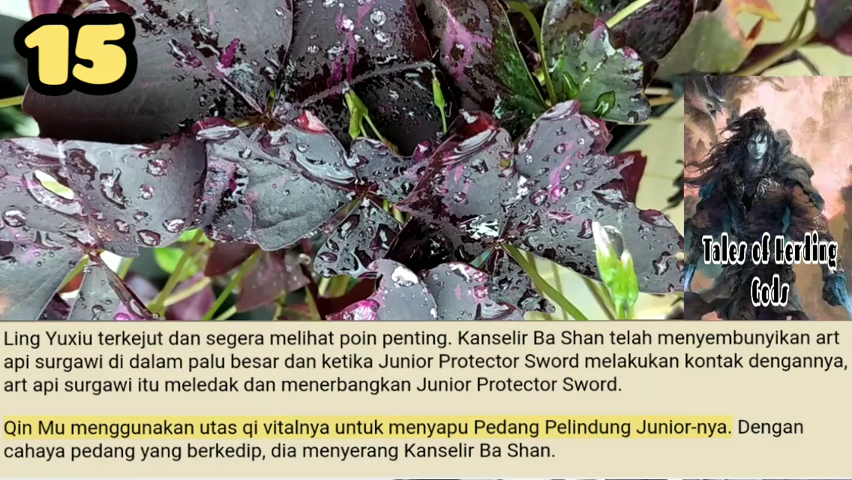 15
Tales of Herding
Gods
Ling Yuxiu terkejut dan segera melihat poin penting. Kanselir Ba Shan telah menyembunyikan art
api surgawi di dalam palu besar dan ketika Junior Protector Sword melakukan kontak dengannya,
art api surgawi itu meledak dan menerbangkan Junior Protector Sword.
Qin Mu menggunakan utas qi vitalnya untuk menyapu Pedang Pelindung Junior-nya. Dengan
cahaya pedang yang berkedip, dia menyerang Kanselir Ba Shan.